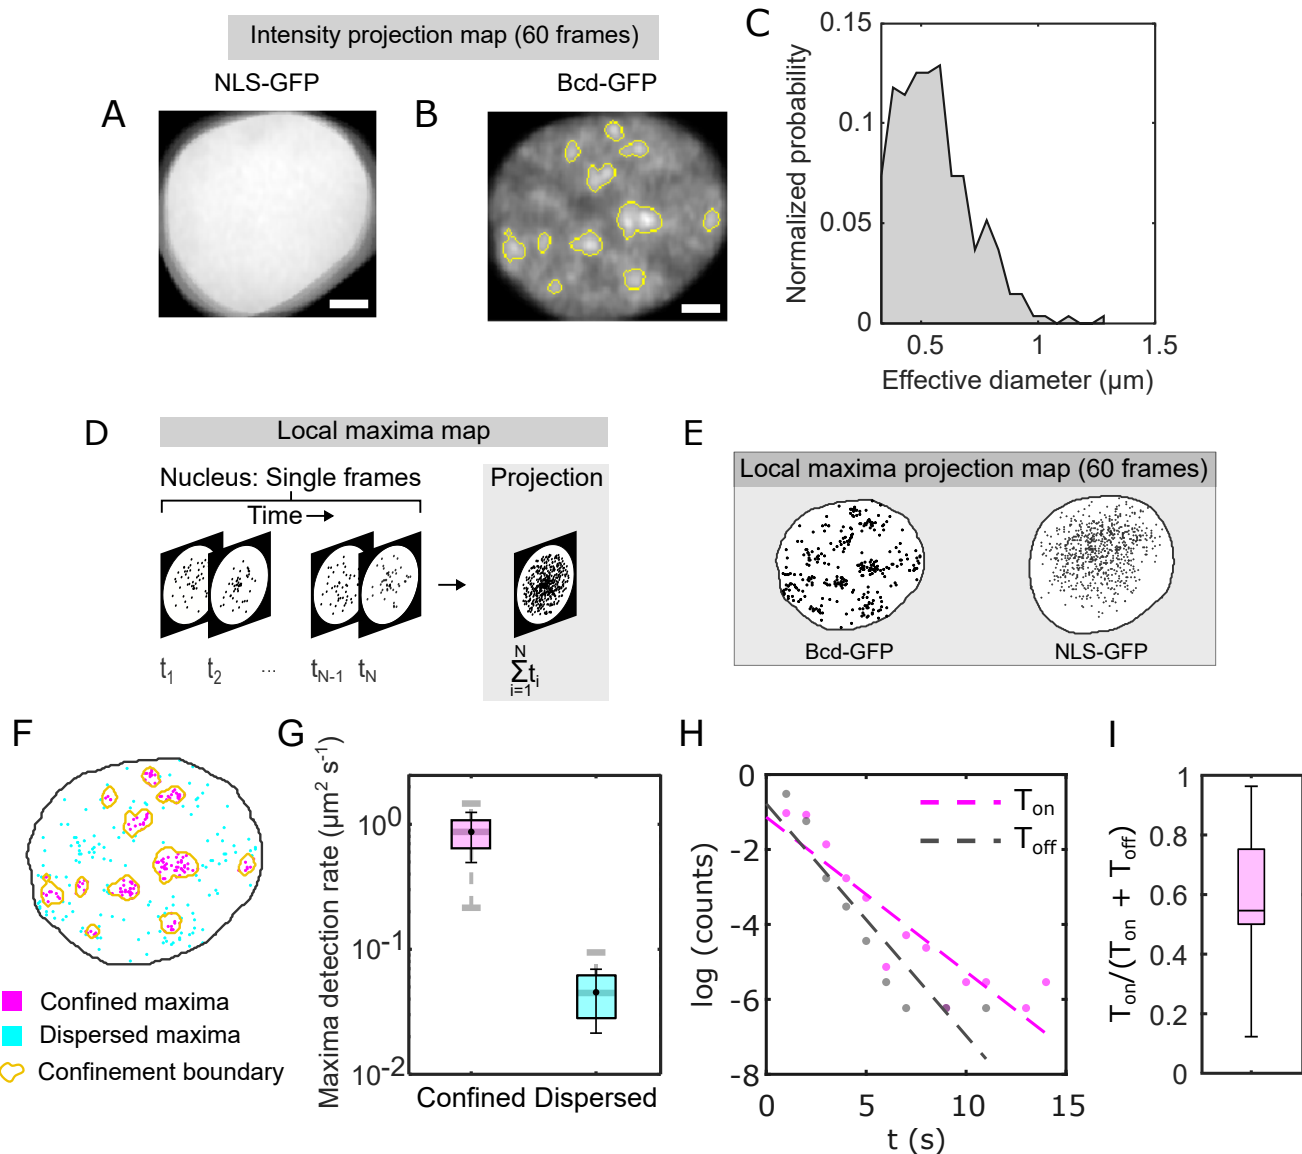 Intensity projection map (60 frames)
A
NLS-GFP
B
Bcd-GFP
C
Normalized probability
0.15
0.1
0.05
0
0.5
1
1.5
Effective diameter (µm)
D
Local maxima map
Nucleus: Single frames
Time
Projection
t1
t2
...
tN-1
tN
N
Σti
i=1
E
Local maxima projection map (60 frames)
Bcd-GFP
NLS-GFP
F
Confined maxima
Dispersed maxima
Confinement boundary
G
Maxima detection rate (µm² s⁻¹)
10⁰
10⁻¹
10⁻²
Confined Dispersed
H
log (counts)
0
-2
-4
-6
-8
Ton
Toff
0
5
10
15
t (s)
I
Ton/(Ton + Toff)
1
0.8
0.6
0.4
0.2
0